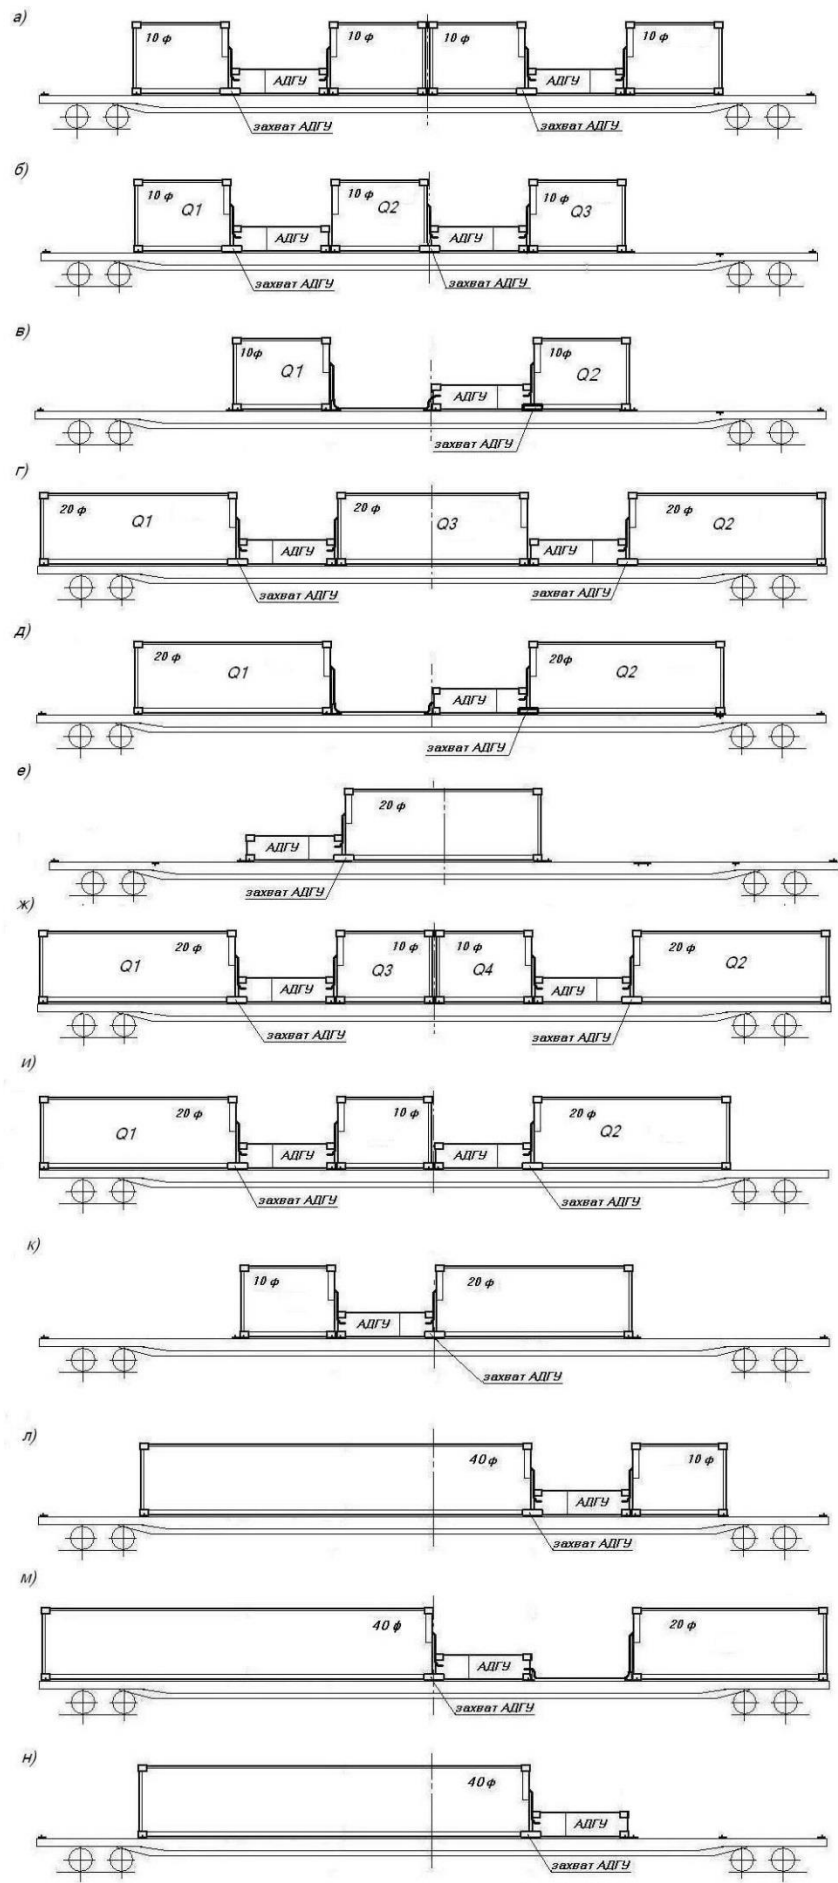 а)
10 ф АДГУ 10 ф 10 ф АДГУ 10 ф
захват АДГУ захват АДГУ
б)
10 ф Q1 АДГУ 10 ф Q2 АДГУ 10 ф Q3
захват АДГУ захват АДГУ
в)
10ф Q1 АДГУ 10ф Q2
захват АДГУ
г)
20 ф Q1 АДГУ 20 ф Q3 АДГУ 20 ф Q2
захват АДГУ захват АДГУ
д)
20 ф Q1 АДГУ 20ф Q2
захват АДГУ
е)
АДГУ 20 ф
захват АДГУ
ж)
Q1 20 ф АДГУ 10 ф Q3 10 ф Q4 АДГУ 20 ф Q2
захват АДГУ захват АДГУ
и)
Q1 20 ф АДГУ 10 ф АДГУ 20 ф Q2
захват АДГУ захват АДГУ
к)
10 ф АДГУ 20 ф
захват АДГУ
л)
40 ф АДГУ 10 ф
захват АДГУ
м)
40 ф АДГУ 20 ф
захват АДГУ
н)
40 ф АДГУ
захват АДГУ